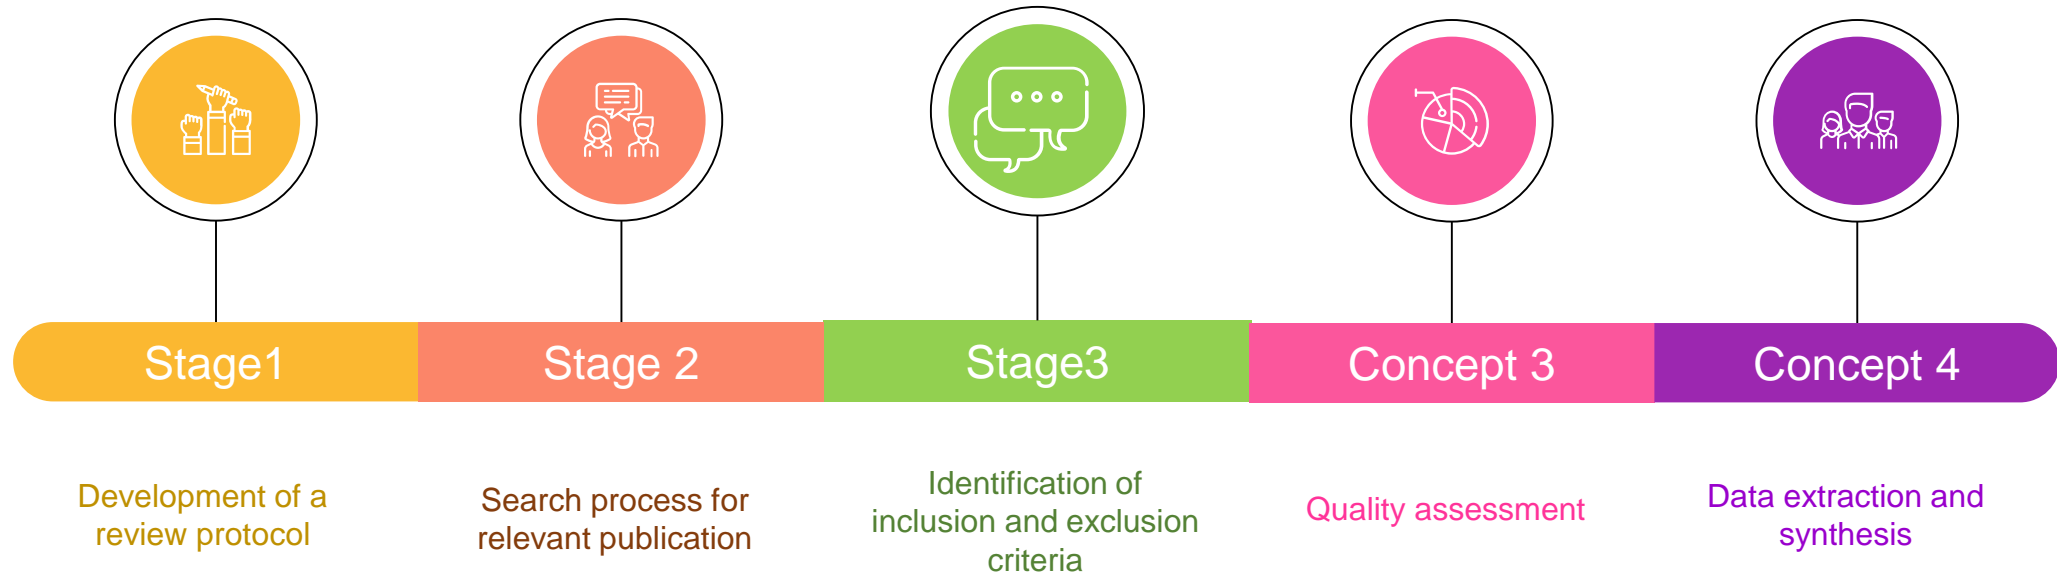 Stage1
Stage 2
Stage3
Concept 3
Concept 4
Development of a
review protocol
Search process for
relevant publication
Identification of
inclusion and exclusion
criteria
Quality assessment
Data extraction and
synthesis